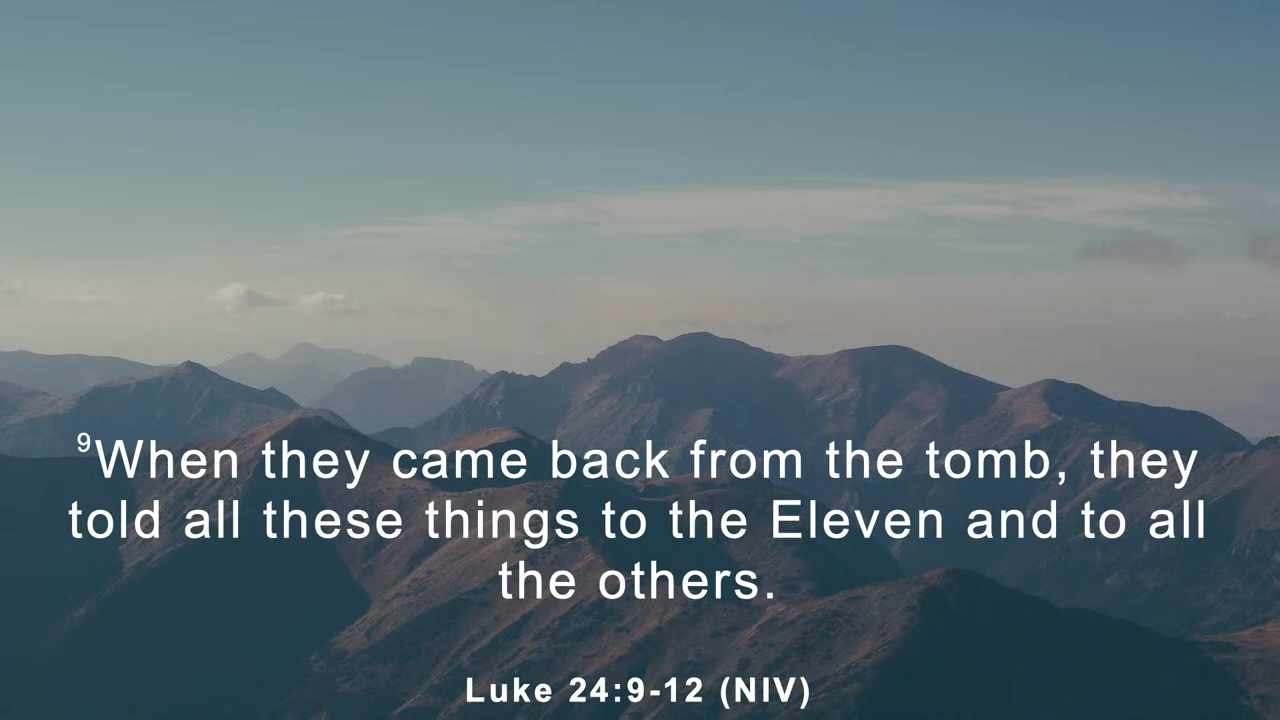 ⁹When they came back from the tomb, they
told all these things to the Eleven and to all
the others.
Luke 24:9-12 (NIV)